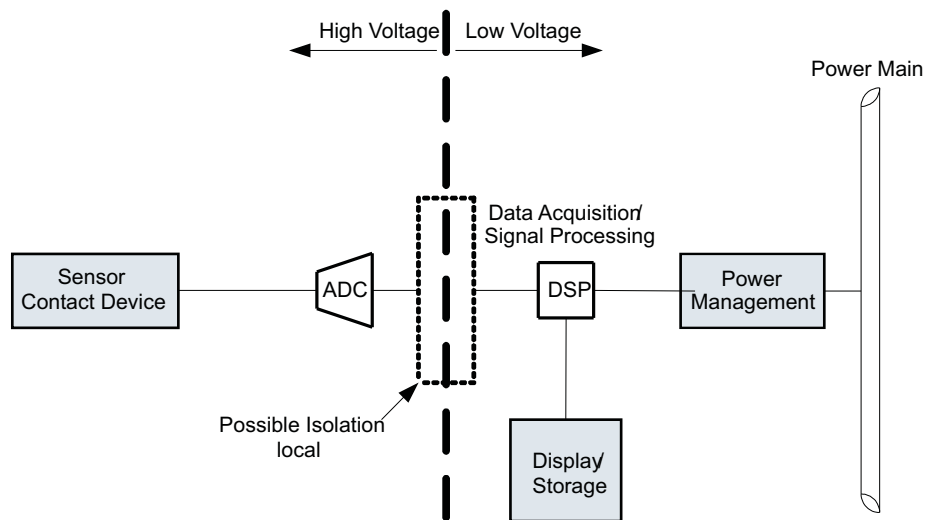 High Voltage
Low Voltage
Power Main
Data Acquisition/
Signal Processing
Sensor
Contact Device
ADC
DSP
Power
Management
Possible Isolation
local
Display/
Storage